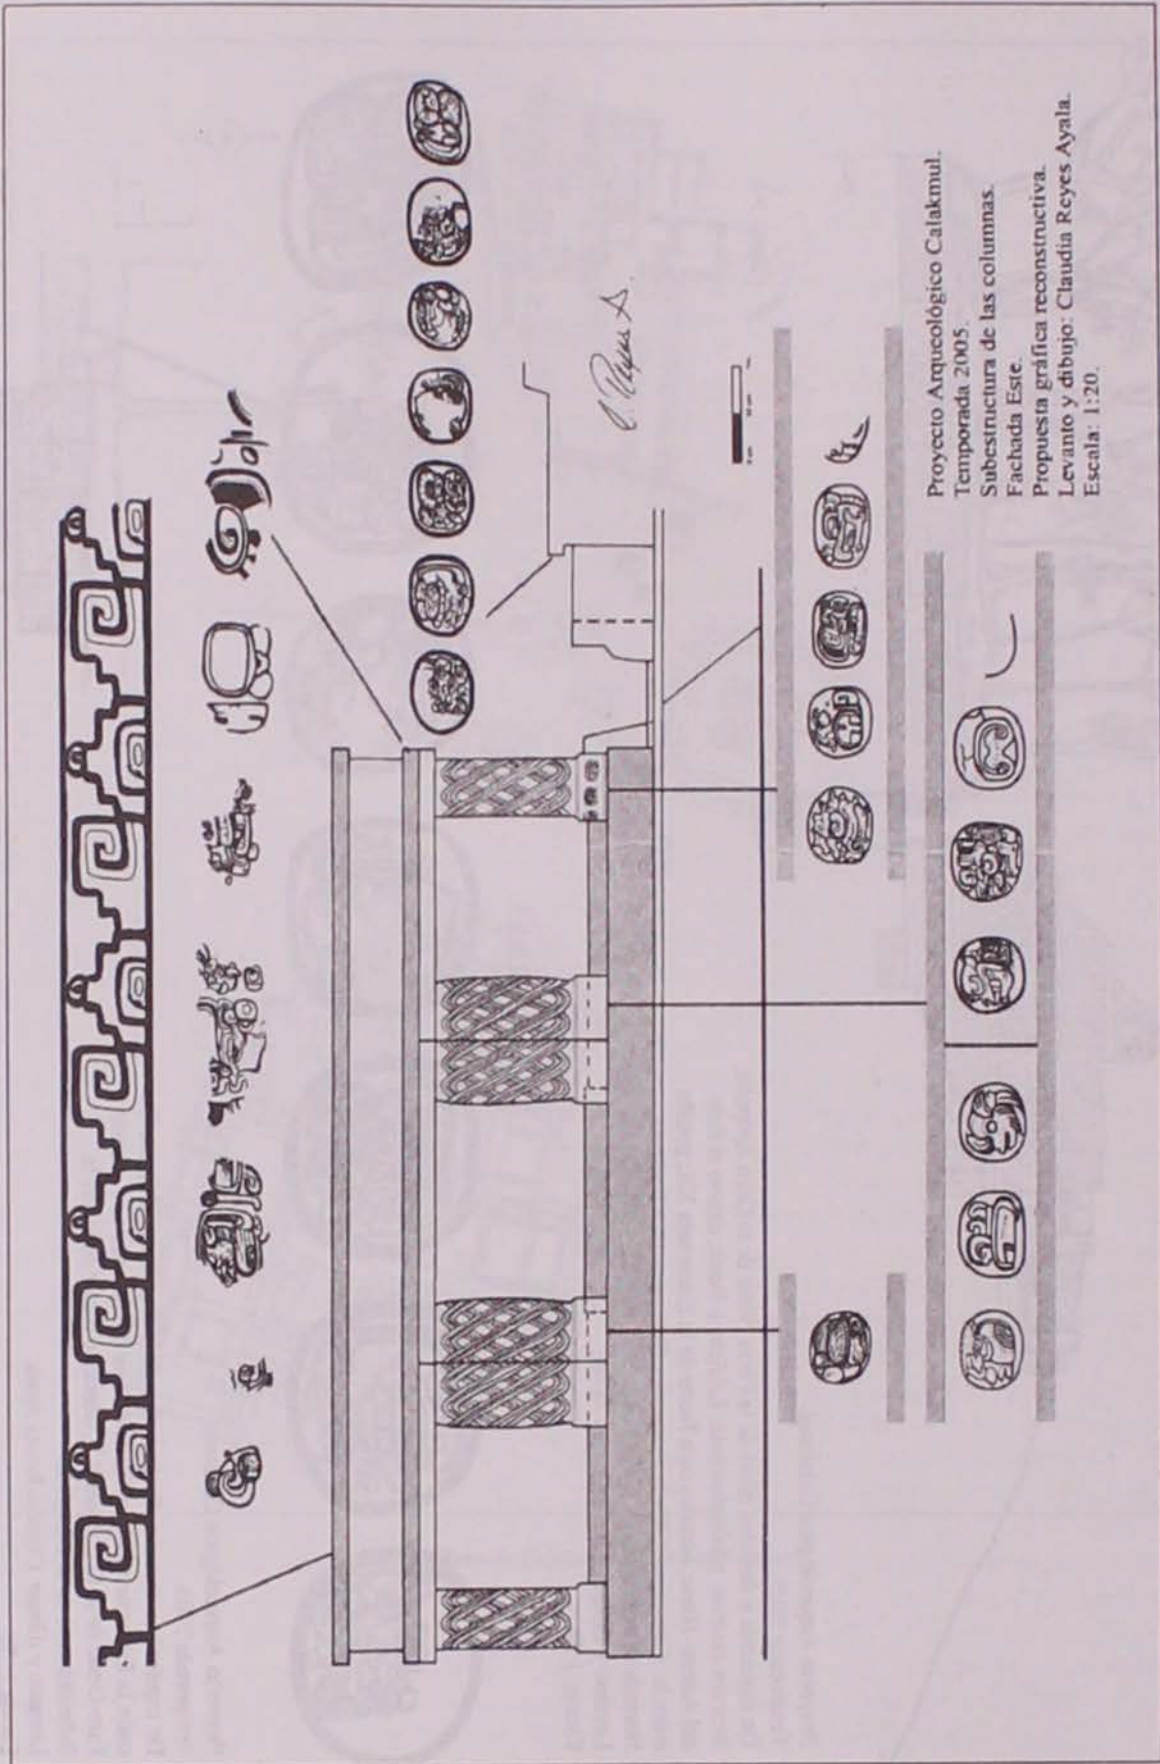 Proyecto Arqueológico Calakmul.
Temporada 2005.
Subestructura de las columnas.
Fachada Este.
Propuesta gráfica reconstructiva.
Levanto y dibujo: Claudia Reyes Ayala.
Escala: 1:20.
C. Reyes A.